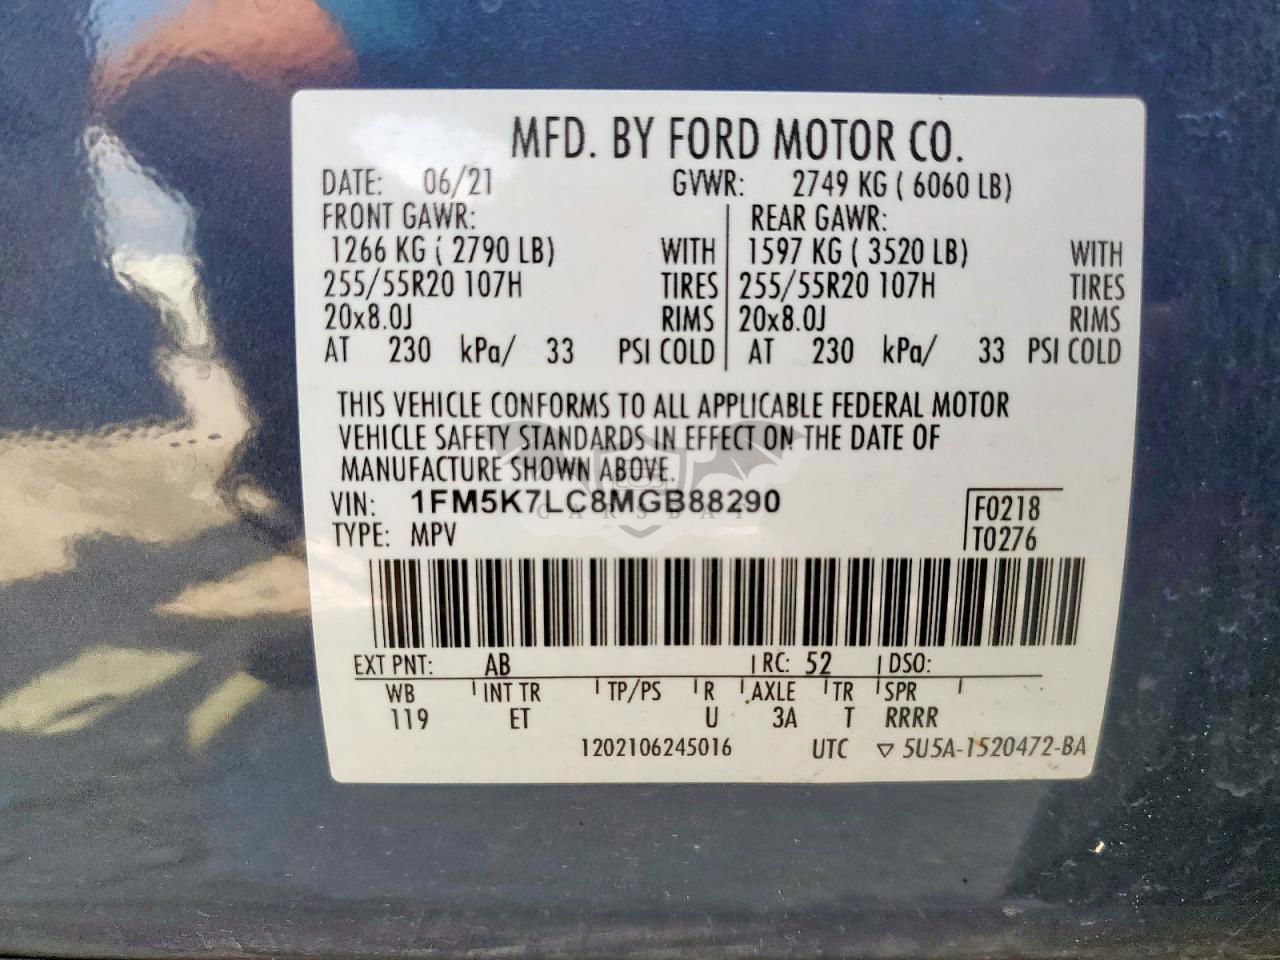 MFD. BY FORD MOTOR CO.
DATE: 06/21 GVWR: 2749 KG ( 6060 LB)
FRONT GAWR: REAR GAWR:
1266 KG ( 2790 LB) WITH 1597 KG ( 3520 LB) WITH
255/55R20 107H TIRES 255/55R20 107H TIRES
20x8.0J RIMS 20x8.0J RIMS
AT 230 kPa/ 33 PSI COLD AT 230 kPa/ 33 PSI COLD
THIS VEHICLE CONFORMS TO ALL APPLICABLE FEDERAL MOTOR
VEHICLE SAFETY STANDARDS IN EFFECT ON THE DATE OF
MANUFACTURE SHOWN ABOVE.
VIN: 1FM5K7LC8MGB88290 F0218
TYPE: MPV T0276
EXT PNT: AB RC: 52 DSO:
WB INT TR TP/PS R AXLE TR SPR
119 ET U 3A T RRRR
1202106245016 UTC ▽ 5U5A-1520472-BA